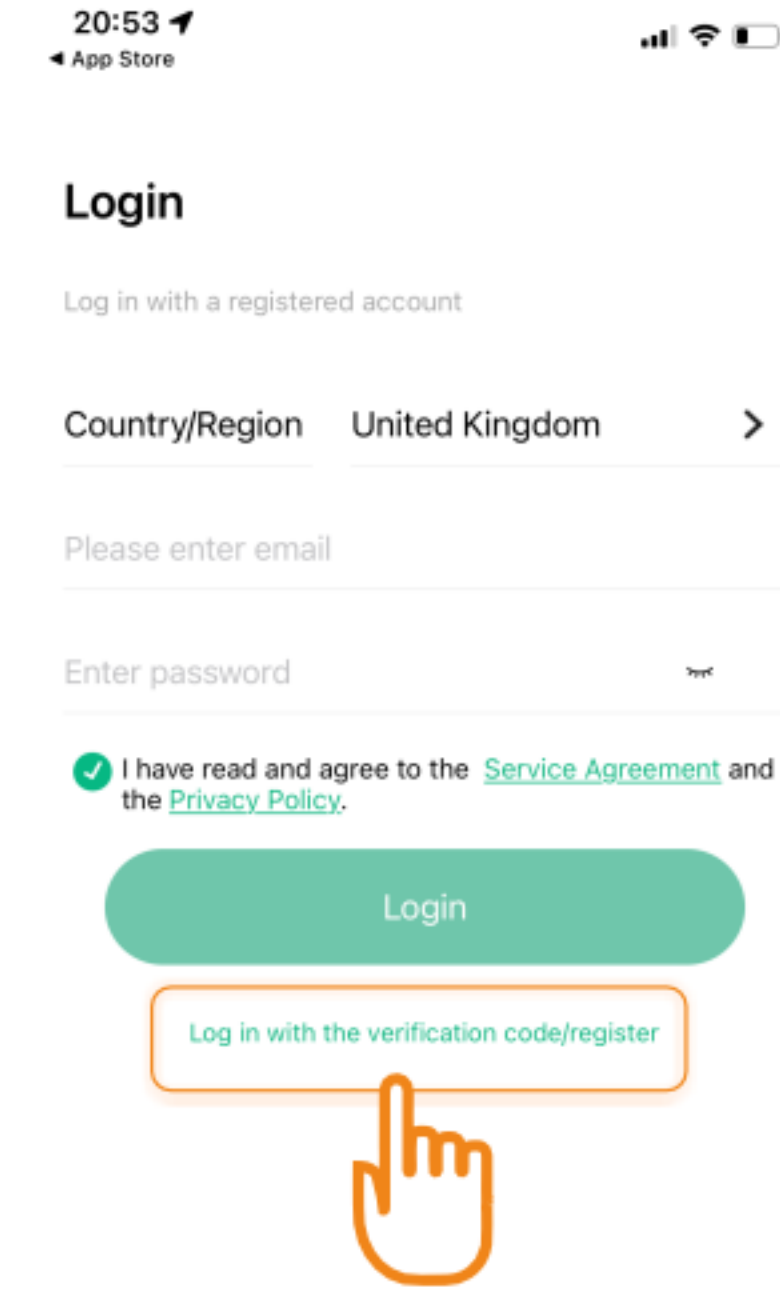 20:53
◀ App Store
Login
Log in with a registered account
Country/Region United Kingdom
Please enter email
Enter password
I have read and agree to the Service Agreement and
the Privacy Policy.
Login
Log in with the verification code/register